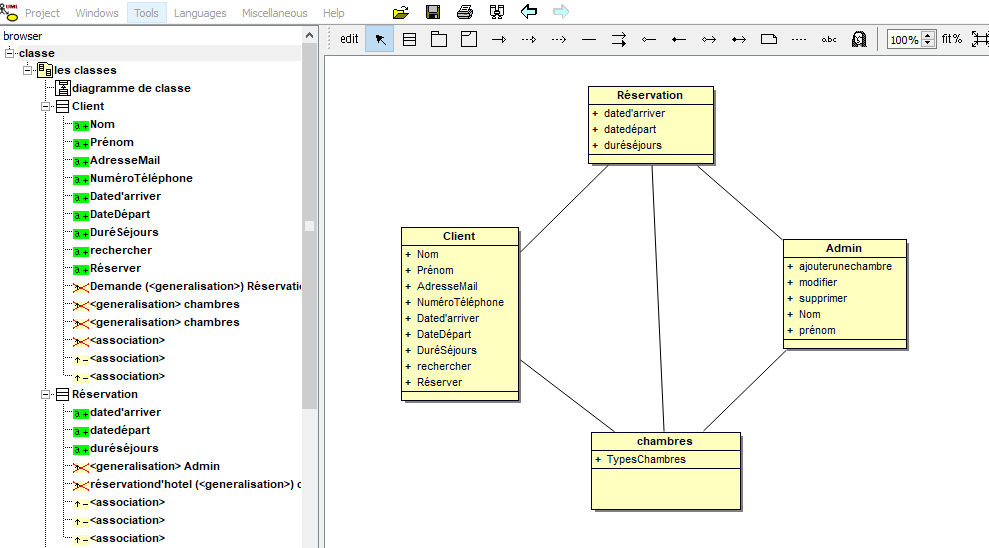 UML
Project Windows Tools Languages Miscellaneous Help
browser
edit
abc
100%
fit%
classe
les classes
diagramme de classe
Client
Nom
Prénom
AdresseMail
NuméroTéléphone
Dated'arriver
DateDépart
DuréSéjours
rechercher
Réserver
Demande (<generalisation>) Réservatio
<generalisation> chambres
<generalisation> chambres
<association>
<association>
<association>
Réservation
dated'arriver
datedépart
duréséjours
<generalisation> Admin
réservationd'hotel (<generalisation>) c
<association>
<association>
<association>
Réservation
+ dated'arriver
+ datedépart
+ duréséjours
Client
+ Nom
+ Prénom
+ AdresseMail
+ NuméroTéléphone
+ Dated'arriver
+ DateDépart
+ DuréSéjours
+ rechercher
+ Réserver
Admin
+ ajouterunechambre
+ modifier
+ supprimer
+ Nom
+ prénom
chambres
+ TypesChambres